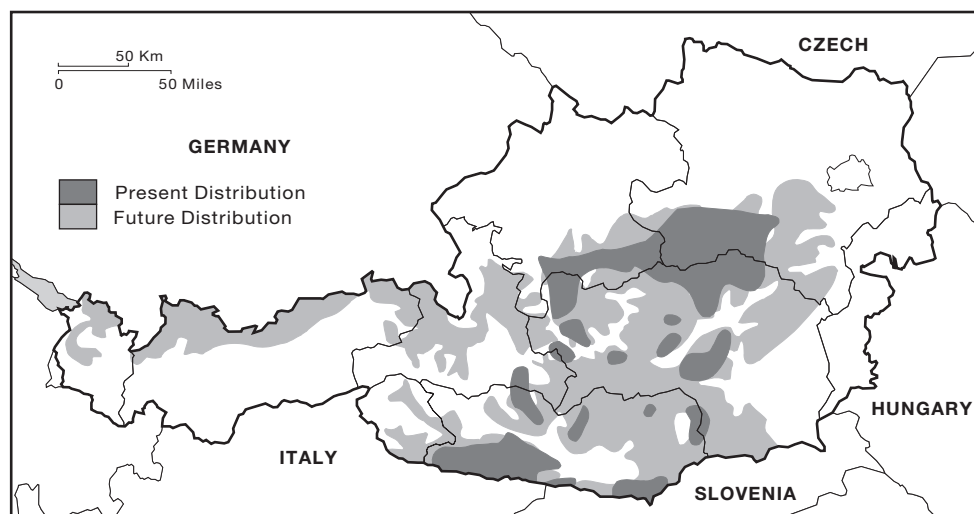 CZECH
50 Km
0 50 Miles
GERMANY
Present Distribution
Future Distribution
HUNGARY
ITALY
SLOVENIA